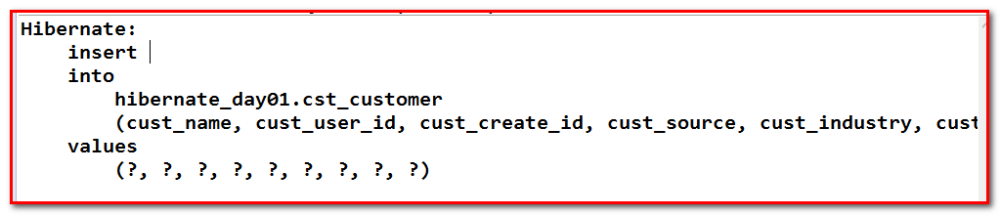 Hibernate:
insert
into
hibernate_day01.cst_customer
(cust_name, cust_user_id, cust_create_id, cust_source, cust_industry, cust
values
(?, ?, ?, ?, ?, ?, ?, ?, ?)